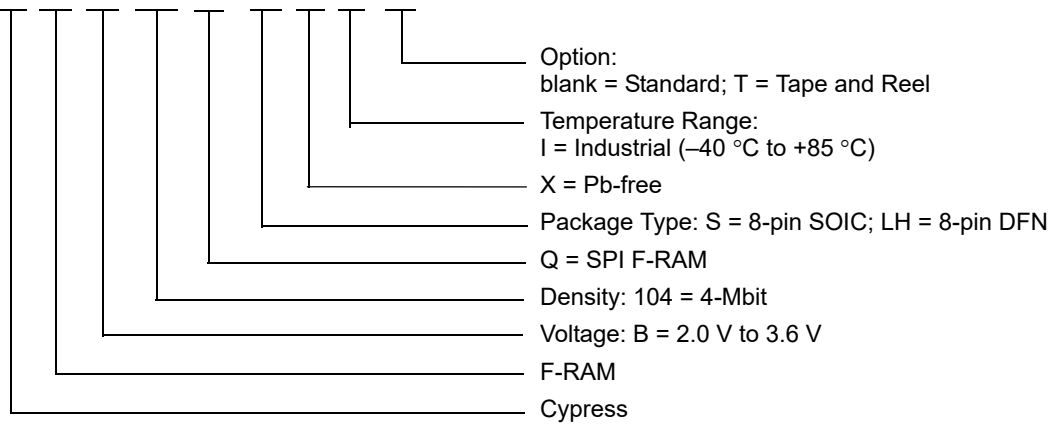 Option:
blank = Standard; T = Tape and Reel
Temperature Range:
I = Industrial (–40 °C to +85 °C)
X = Pb-free
Package Type: S = 8-pin SOIC; LH = 8-pin DFN
Q = SPI F-RAM
Density: 104 = 4-Mbit
Voltage: B = 2.0 V to 3.6 V
F-RAM
Cypress